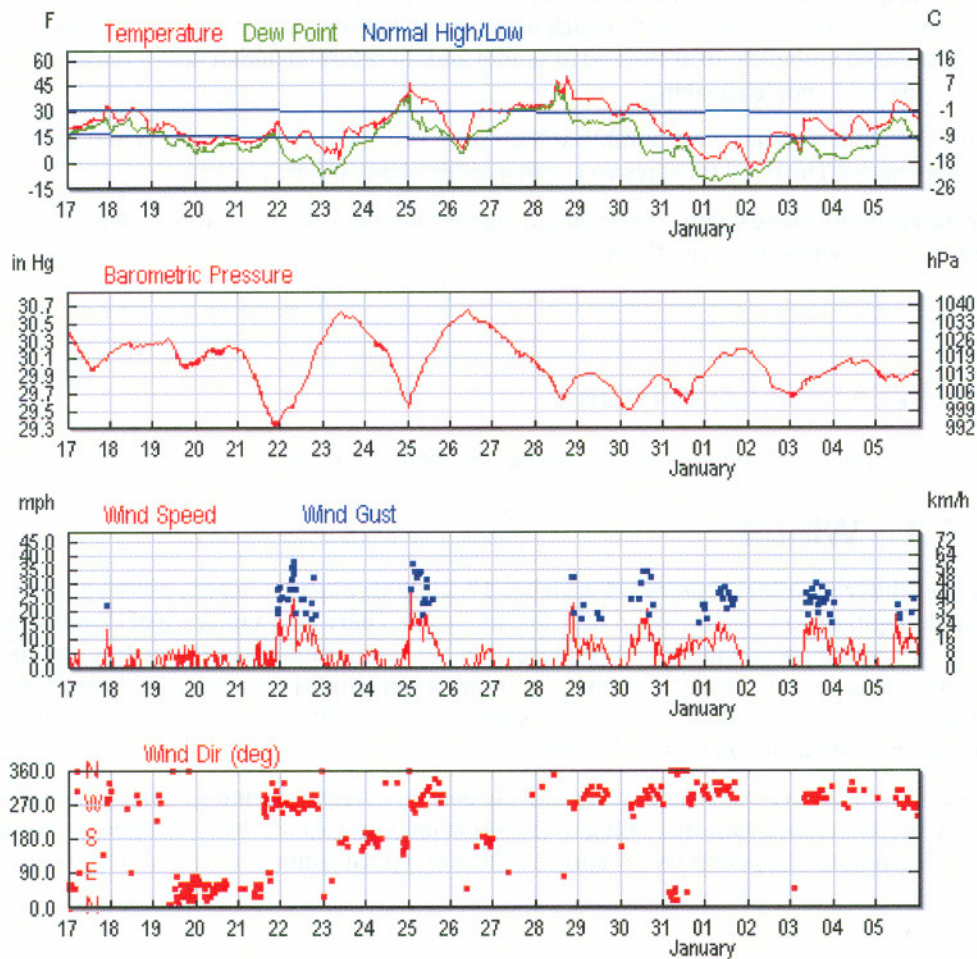 F C
Temperature Dew Point Normal High/Low
60 16
45 7
30 -1
15 -9
0 -18
-15 -26
17 18 19 20 21 22 23 24 25 26 27 28 29 30 31 01 02 03 04 05
January
in Hg hPa
Barometric Pressure
30.7 1040
30.5 1033
30.3 1026
30.1 1019
29.9 1013
29.7 1006
29.5 999
29.3 992
17 18 19 20 21 22 23 24 25 26 27 28 29 30 31 01 02 03 04 05
January
mph km/h
Wind Speed Wind Gust
45.0 72
40.0 64
35.0 56
30.0 48
25.0 40
20.0 32
15.0 24
10.0 16
5.0 8
0.0 0
17 18 19 20 21 22 23 24 25 26 27 28 29 30 31 01 02 03 04 05
January
Wind Dir (deg)
360.0 N
270.0 W
180.0 S
90.0 E
0.0 N
17 18 19 20 21 22 23 24 25 26 27 28 29 30 31 01 02 03 04 05
January